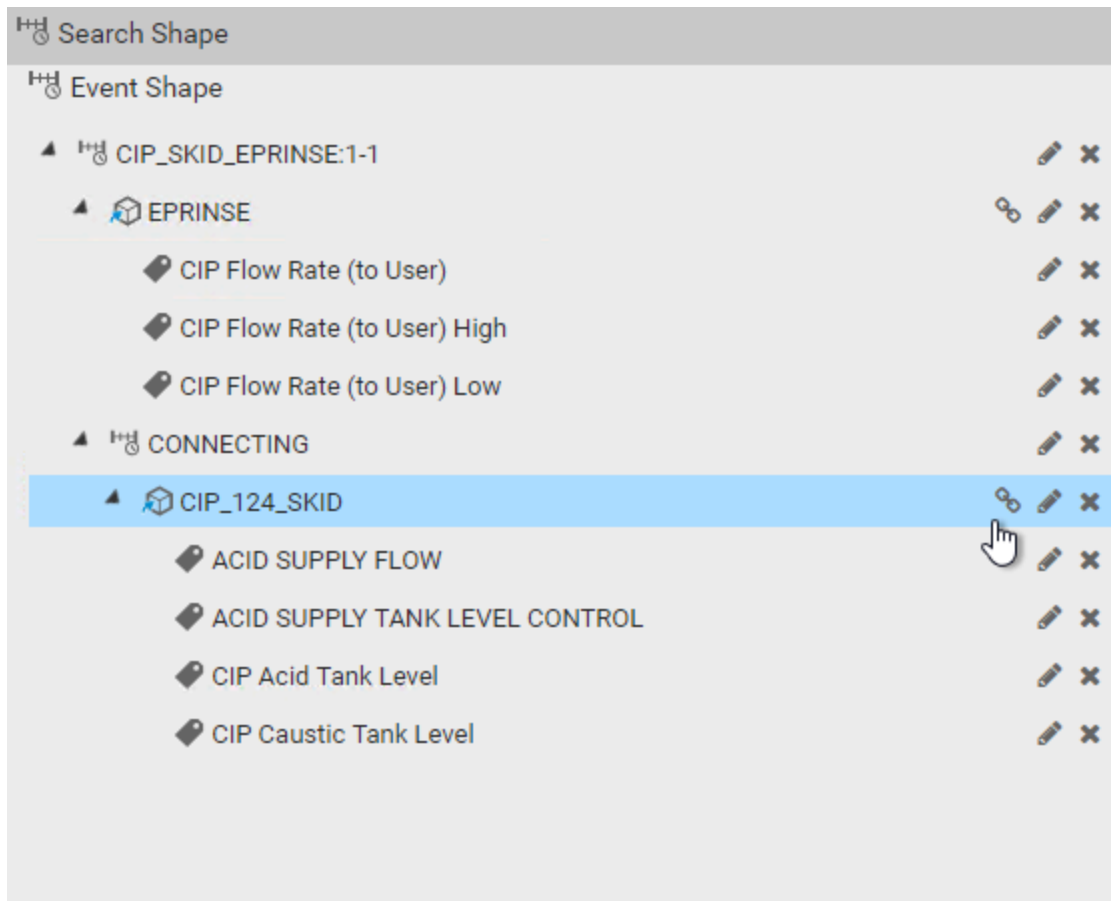 Search Shape
Event Shape
CIP_SKID_EPRINSE:1-1
EPRINSE
CIP Flow Rate (to User)
CIP Flow Rate (to User) High
CIP Flow Rate (to User) Low
CONNECTING
CIP_124_SKID
ACID SUPPLY FLOW
ACID SUPPLY TANK LEVEL CONTROL
CIP Acid Tank Level
CIP Caustic Tank Level